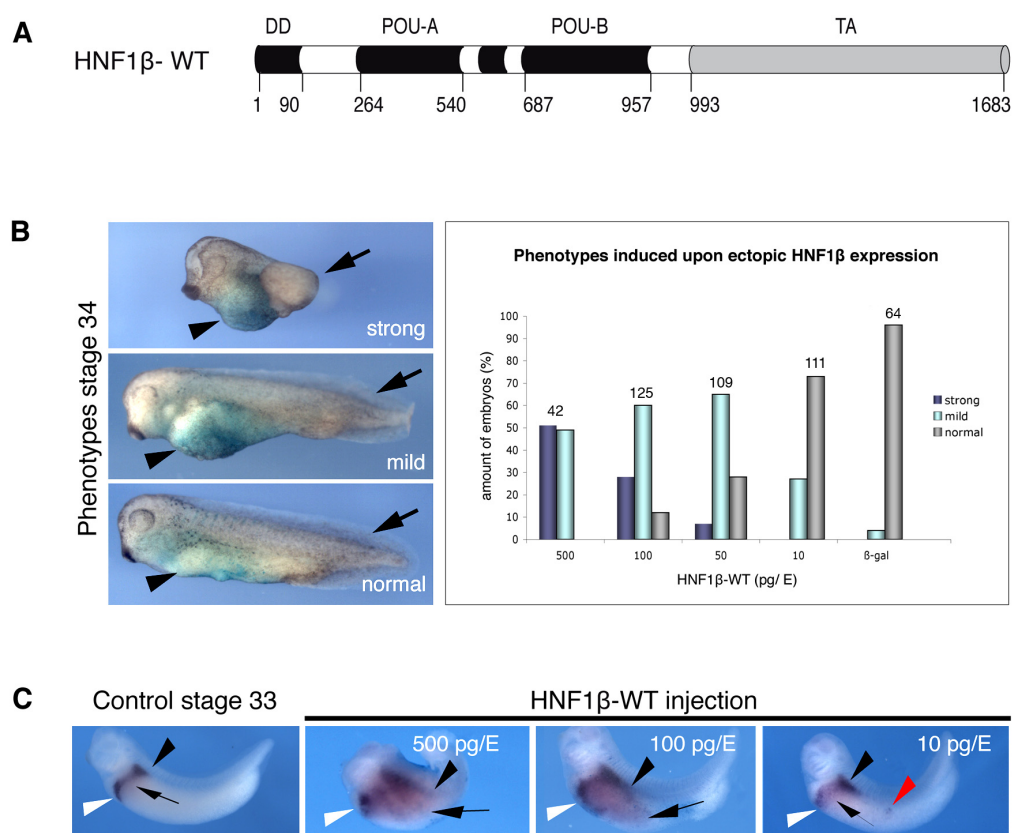 A
DD POU-A POU-B TA
HNF1β- WT
1 90 264 540 687 957 993 1683
B
Phenotypes stage 34
strong
mild
normal
Phenotypes induced upon ectopic HNF1β expression
amount of embryos (%)
100
90
80
70
60
50
40
30
20
10
0
42
125
109
111
64
500 100 50 10 ß-gal
HNF1β-WT (pg/ E)
strong
mild
normal
C
Control stage 33
HNF1β-WT injection
500 pg/E
100 pg/E
10 pg/E